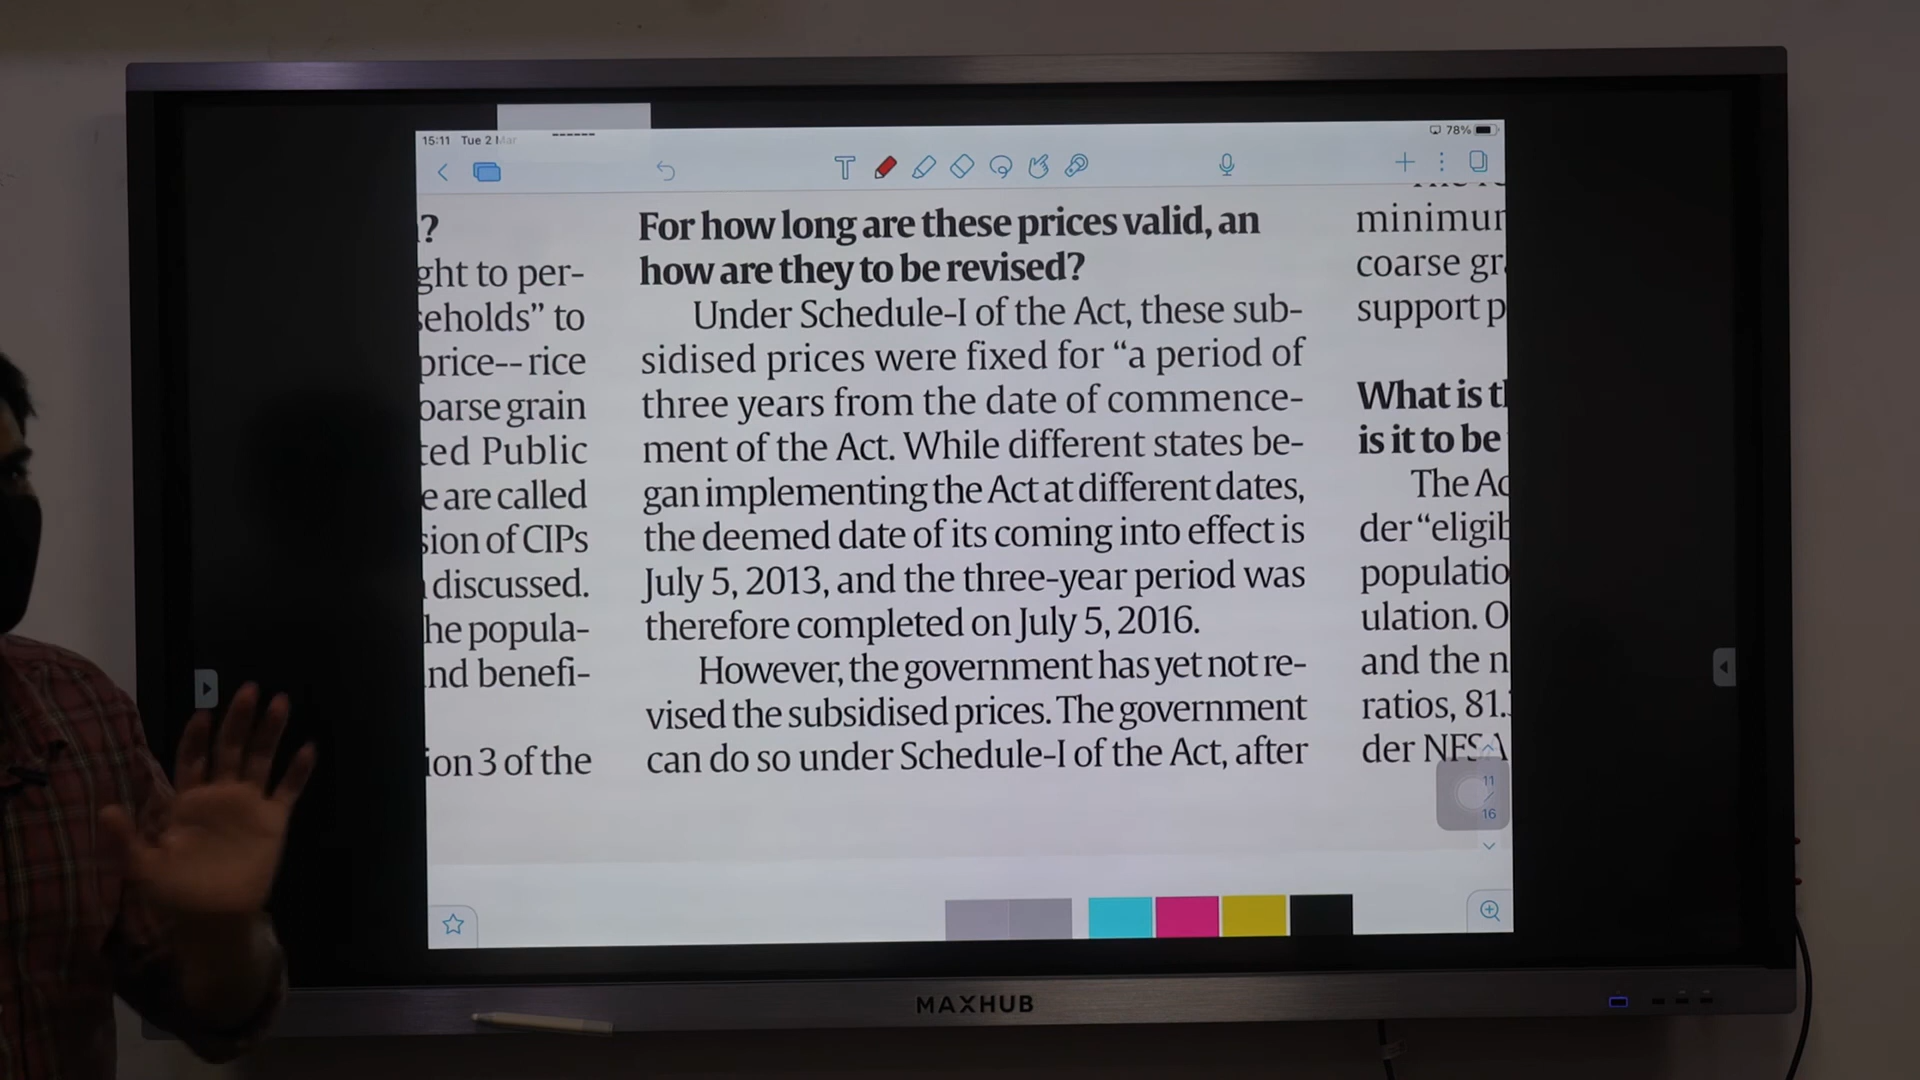 15:11 Tue 2 Mar
78%
?
ght to per-
seholds” to
price-- rice
oarse grain
ted Public
e are called
sion of CIPs
discussed.
he popula-
nd benefi-
ion 3 of the
For how long are these prices valid, an
how are they to be revised?
Under Schedule-I of the Act, these sub-
sidised prices were fixed for “a period of
three years from the date of commence-
ment of the Act. While different states be-
gan implementing the Act at different dates,
the deemed date of its coming into effect is
July 5, 2013, and the three-year period was
therefore completed on July 5, 2016.
However, the government has yet not re-
vised the subsidised prices. The government
can do so under Schedule-I of the Act, after
minimum
coarse gr
support p
What is t
is it to be
The Ac
der “eligib
populatio
ulation. O
and the n
ratios, 81.
der NFSA
11
/
16
MAXHUB